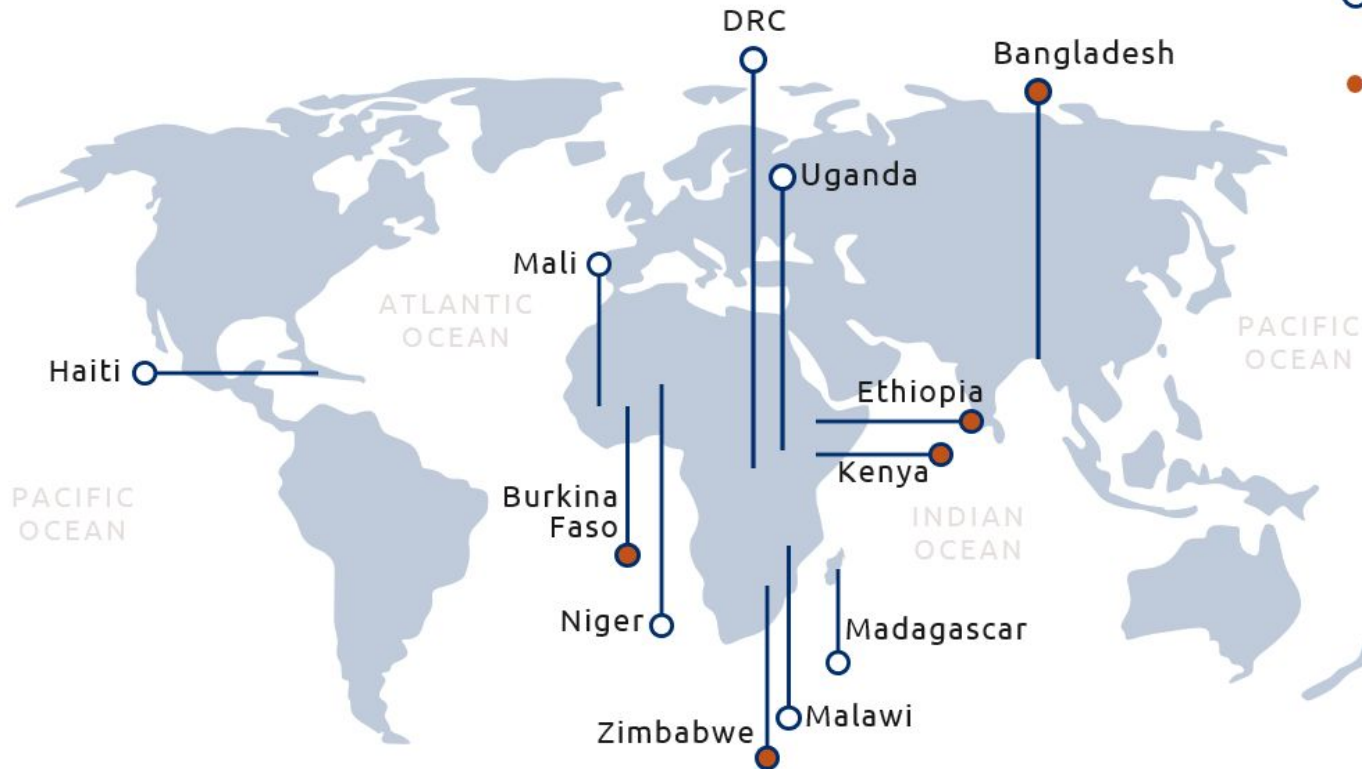 DRC
Bangladesh
Uganda
Mali
ATLANTIC
OCEAN
PACIFIC
OCEAN
Haiti
Ethiopia
Kenya
Burkina
Faso
PACIFIC
OCEAN
INDIAN
OCEAN
Niger
Madagascar
Malawi
Zimbabwe